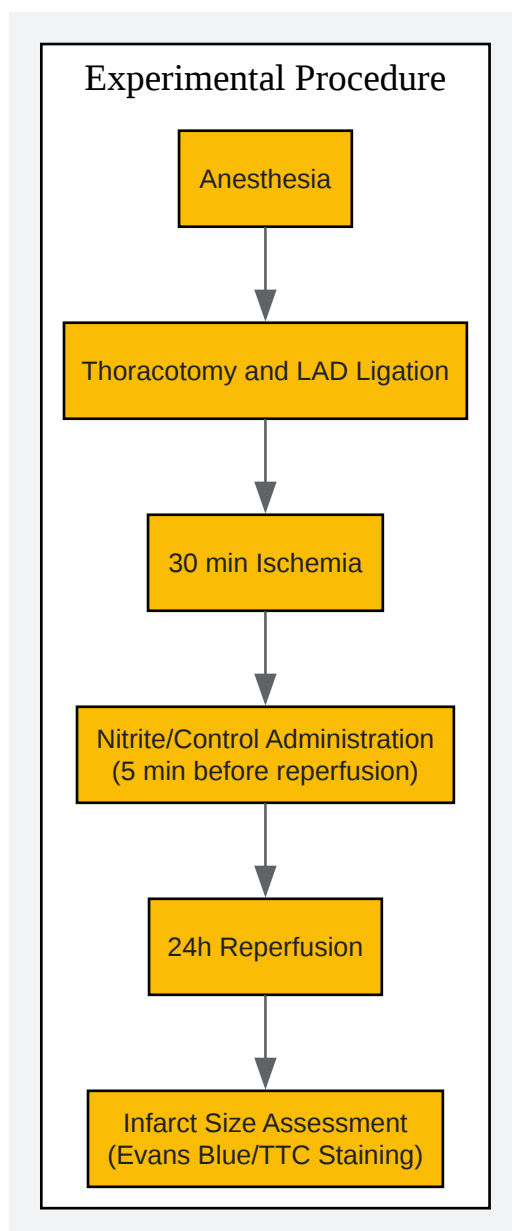 Experimental Procedure
Anesthesia
Thoracotomy and LAD Ligation
30 min Ischemia
Nitrite/Control Administration
(5 min before reperfusion)
24h Reperfusion
Infarct Size Assessment
(Evans Blue/TTC Staining)